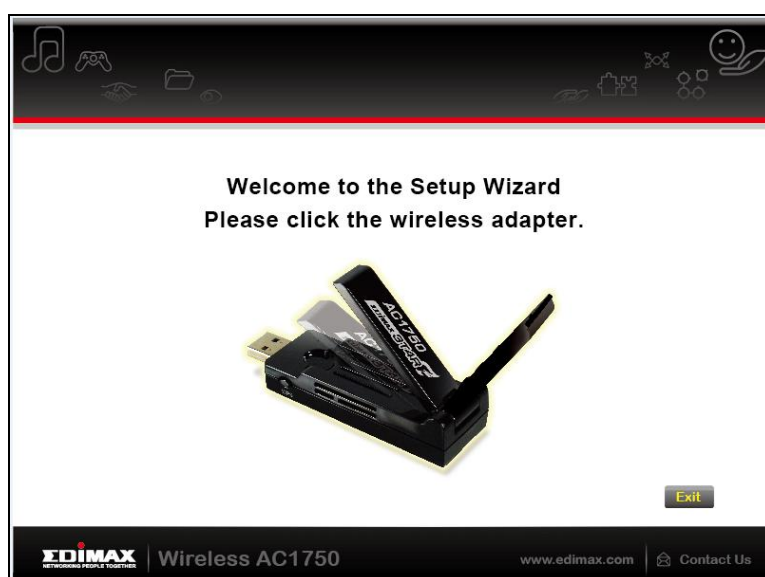 Welcome to the Setup Wizard
Please click the wireless adapter.
AC1750
EDIMAX
AC17
Exit
EDIMAX
NETWORKING PEOPLE TOGETHER
Wireless AC1750
www.edimax.com
Contact Us